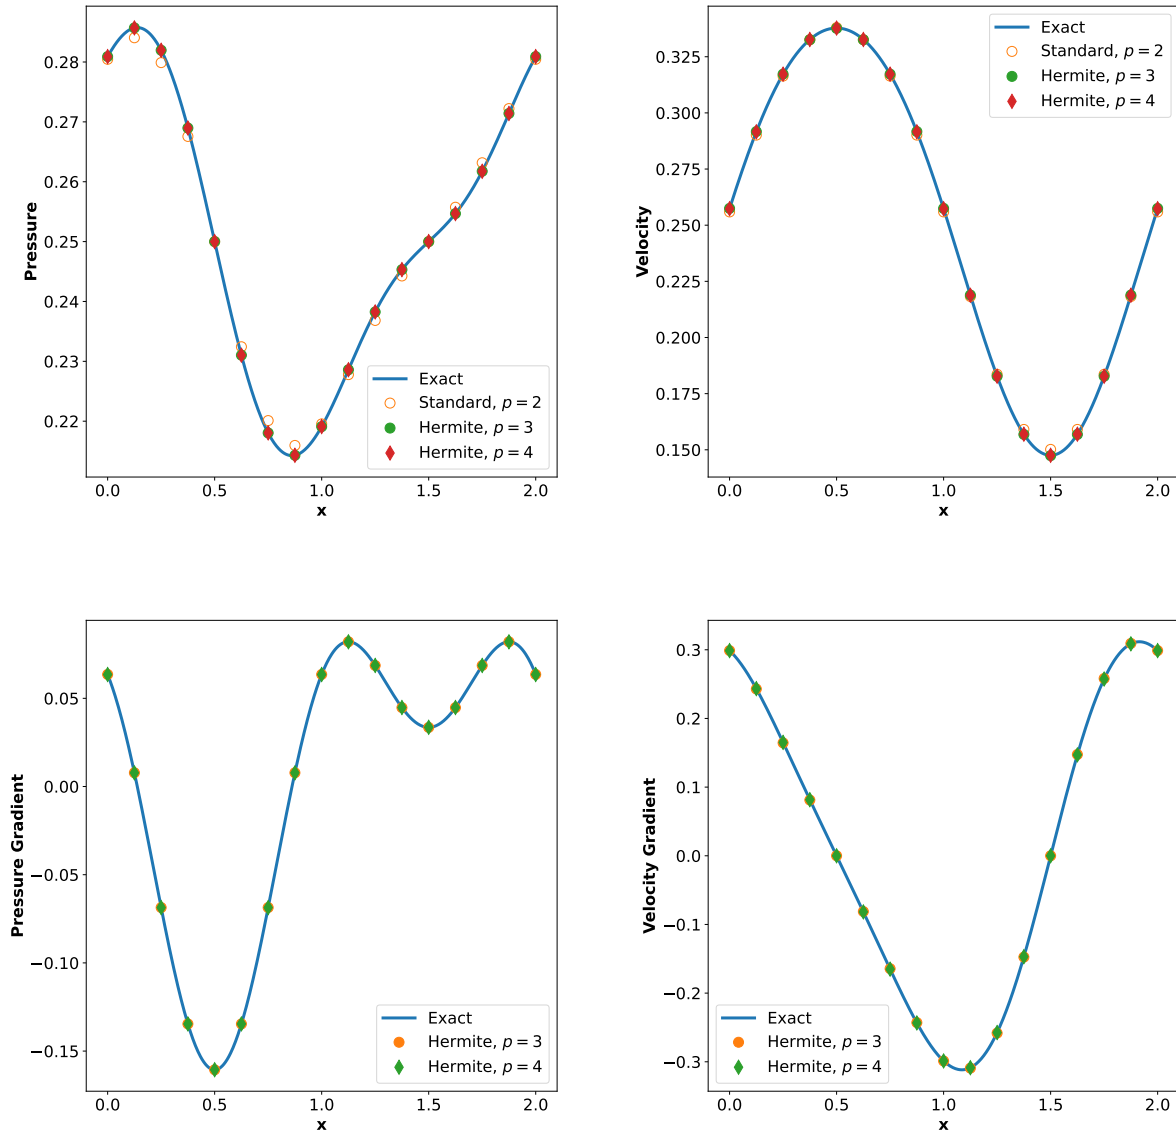 0.28
0.27
0.26
0.25
0.24
0.23
0.22
Pressure
0.0 0.5 1.0 1.5 2.0
x
Exact
Standard, p = 2
Hermite, p = 3
Hermite, p = 4
0.325
0.300
0.275
0.250
0.225
0.200
0.175
0.150
Velocity
0.0 0.5 1.0 1.5 2.0
x
Exact
Standard, p = 2
Hermite, p = 3
Hermite, p = 4
0.05
0.00
−0.05
−0.10
−0.15
Pressure Gradient
0.0 0.5 1.0 1.5 2.0
x
Exact
Hermite, p = 3
Hermite, p = 4
0.3
0.2
0.1
0.0
−0.1
−0.2
−0.3
Velocity Gradient
0.0 0.5 1.0 1.5 2.0
x
Exact
Hermite, p = 3
Hermite, p = 4